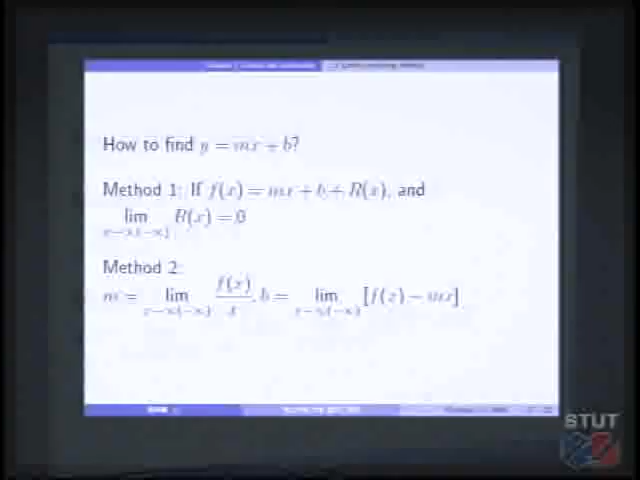 How to find y = mx + b?
Method 1: If f(x) = mx + b + R(x), and
lim R(x) = 0
x→∞(−∞)
Method 2:
m = lim f(x)/x, b = lim [f(x) − mx]
x→∞(−∞) x→∞(−∞)
STUT